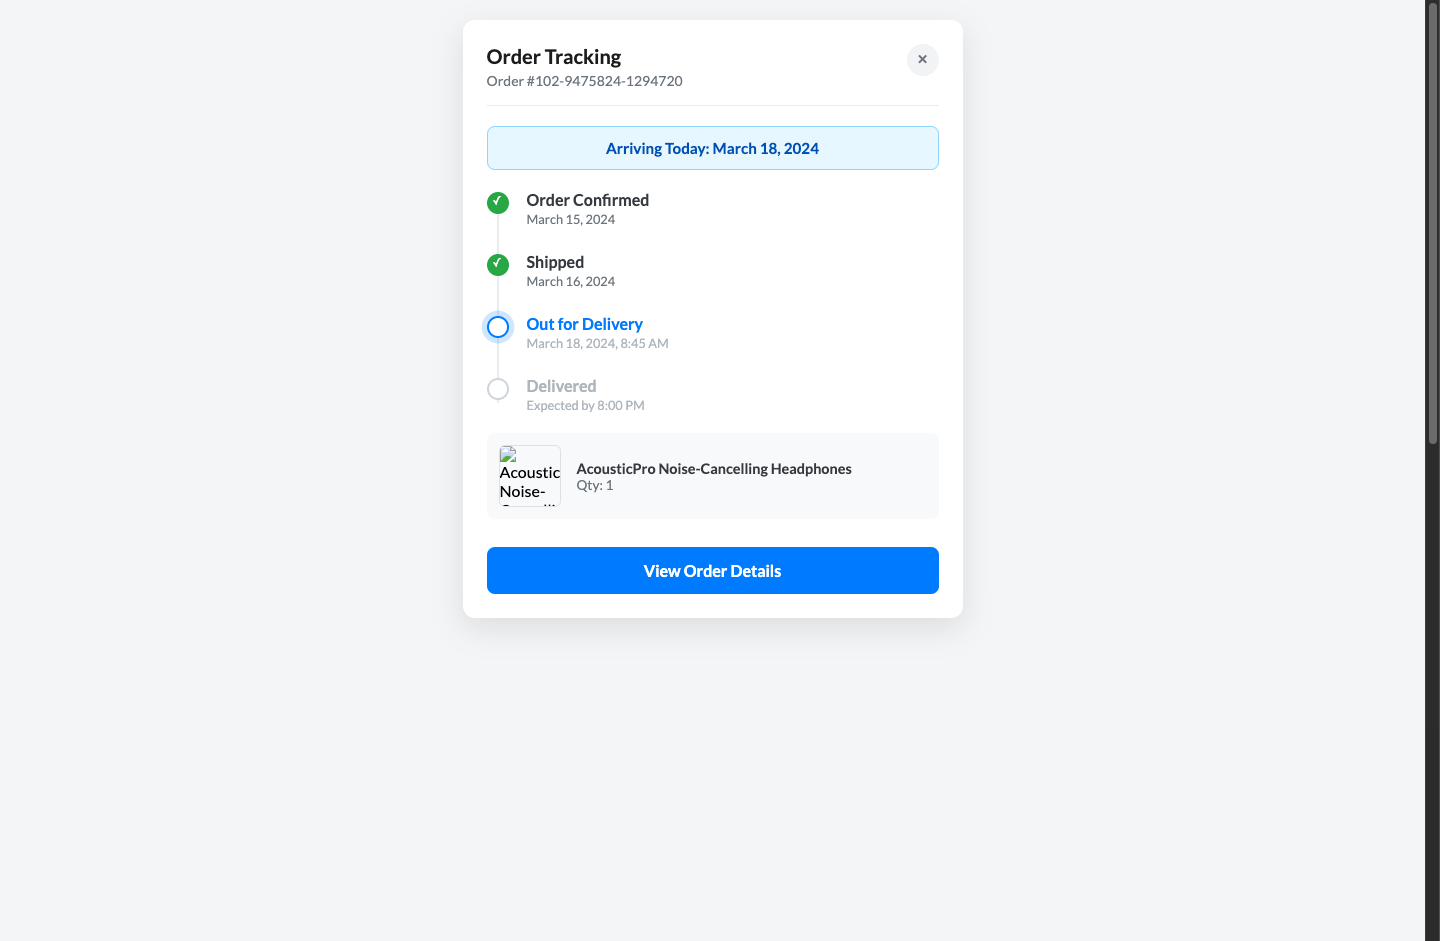 Order Tracking
Order #102-9475824-1294720
×
Arriving Today: March 18, 2024
✓
Order Confirmed
March 15, 2024
✓
Shipped
March 16, 2024
Out for Delivery
March 18, 2024, 8:45 AM
Delivered
Expected by 8:00 PM
Acoustic
Noise-
AcousticPro Noise-Cancelling Headphones
Qty: 1
View Order Details